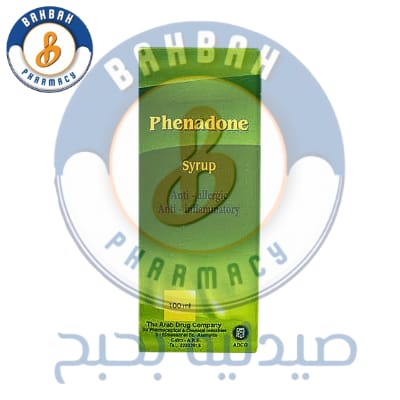 BAHBAH
PHARMACY
BAHBAH
Phenadone
Syrup
Anti - allergic
Anti - inflammatory
PHARMACY
100 ml
The Arab Drug Company
Cairo - A.R.E.
ADCO
صيدلية بحبح